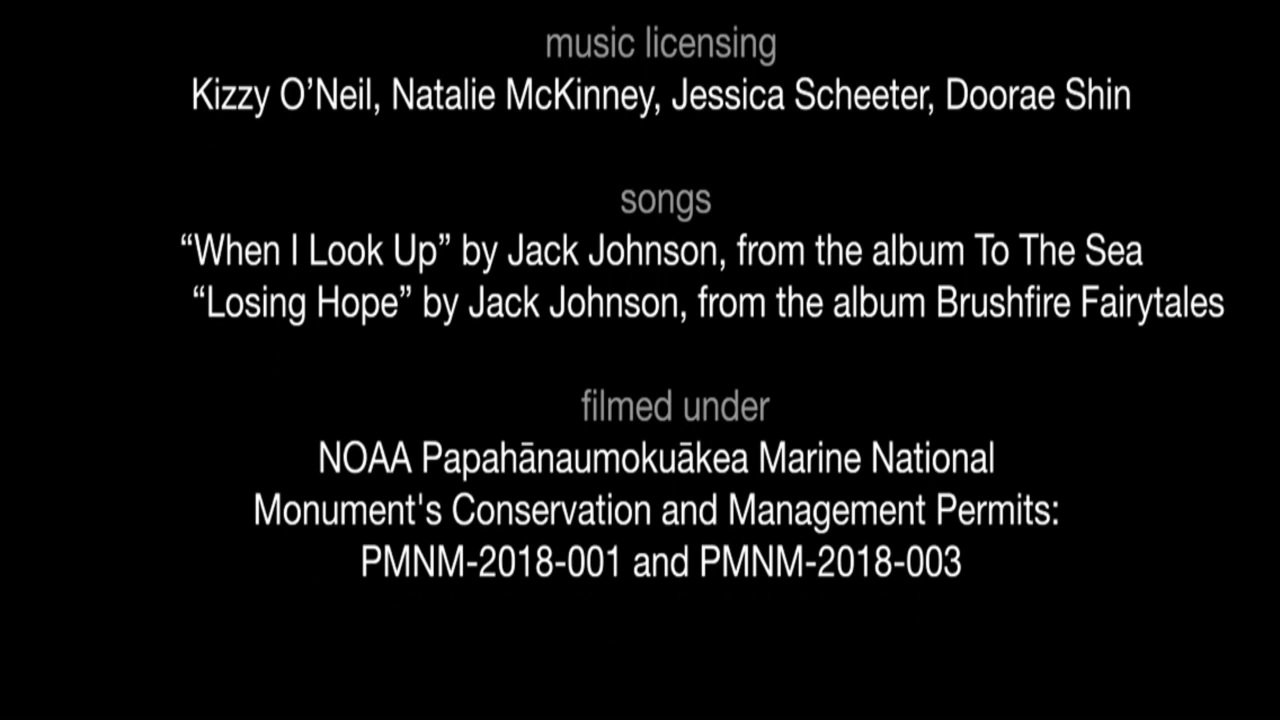 music licensing
Kizzy O’Neil, Natalie McKinney, Jessica Scheeter, Doorae Shin
songs
“When I Look Up” by Jack Johnson, from the album To The Sea
“Losing Hope” by Jack Johnson, from the album Brushfire Fairytales
filmed under
NOAA Papahānaumokuākea Marine National
Monument's Conservation and Management Permits:
PMNM-2018-001 and PMNM-2018-003